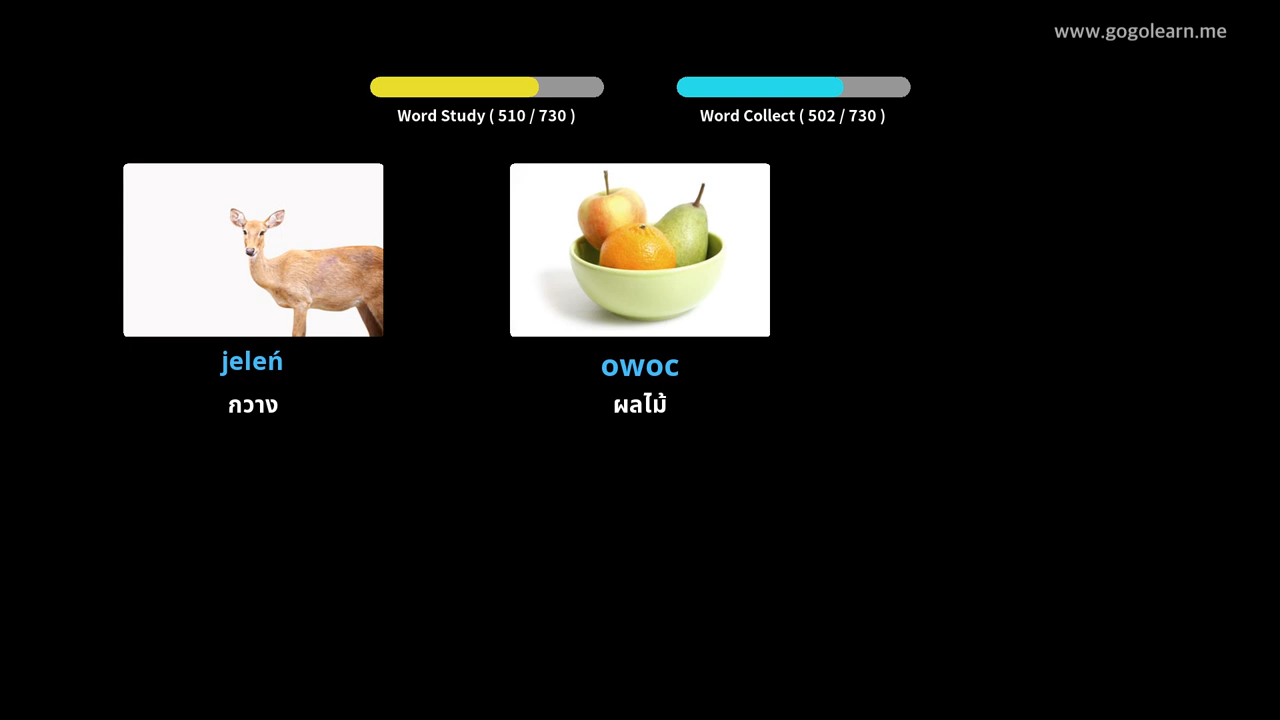 www.gogolearn.me
Word Study ( 510 / 730 )
Word Collect ( 502 / 730 )
jeleń
owoc
กวาง
ผลไม้